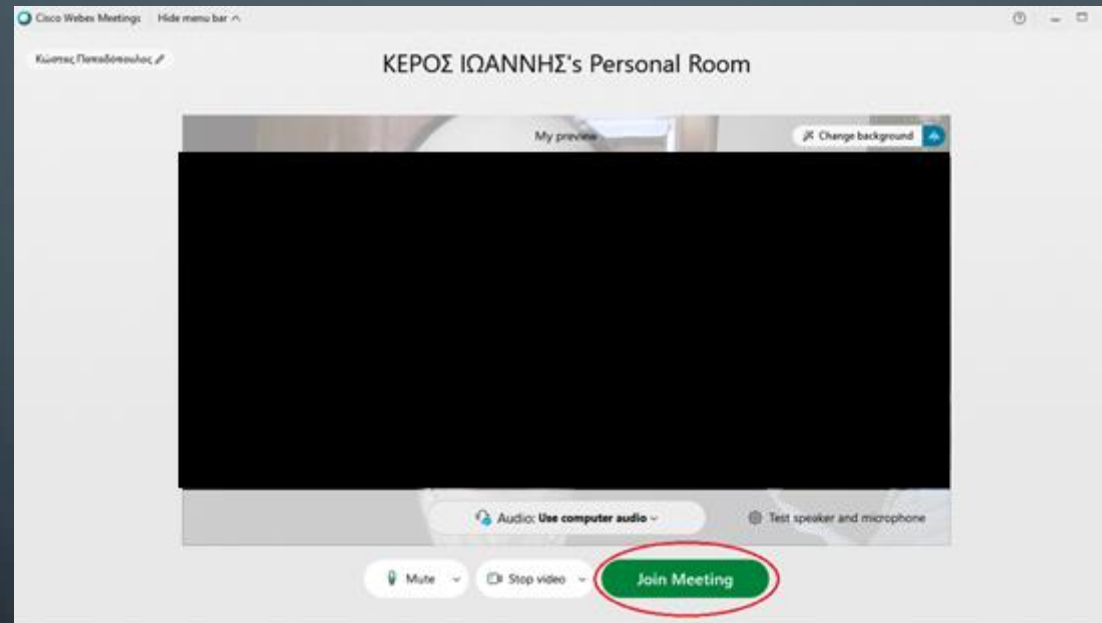 Cisco Webex Meetings Hide menu bar
Κώστας Παπαδόπουλος
ΚΕΡΟΣ ΙΩΑΝΝΗΣ's Personal Room
My preview
Change background
Audio: Use computer audio
Test speaker and microphone
Mute
Stop video
Join Meeting